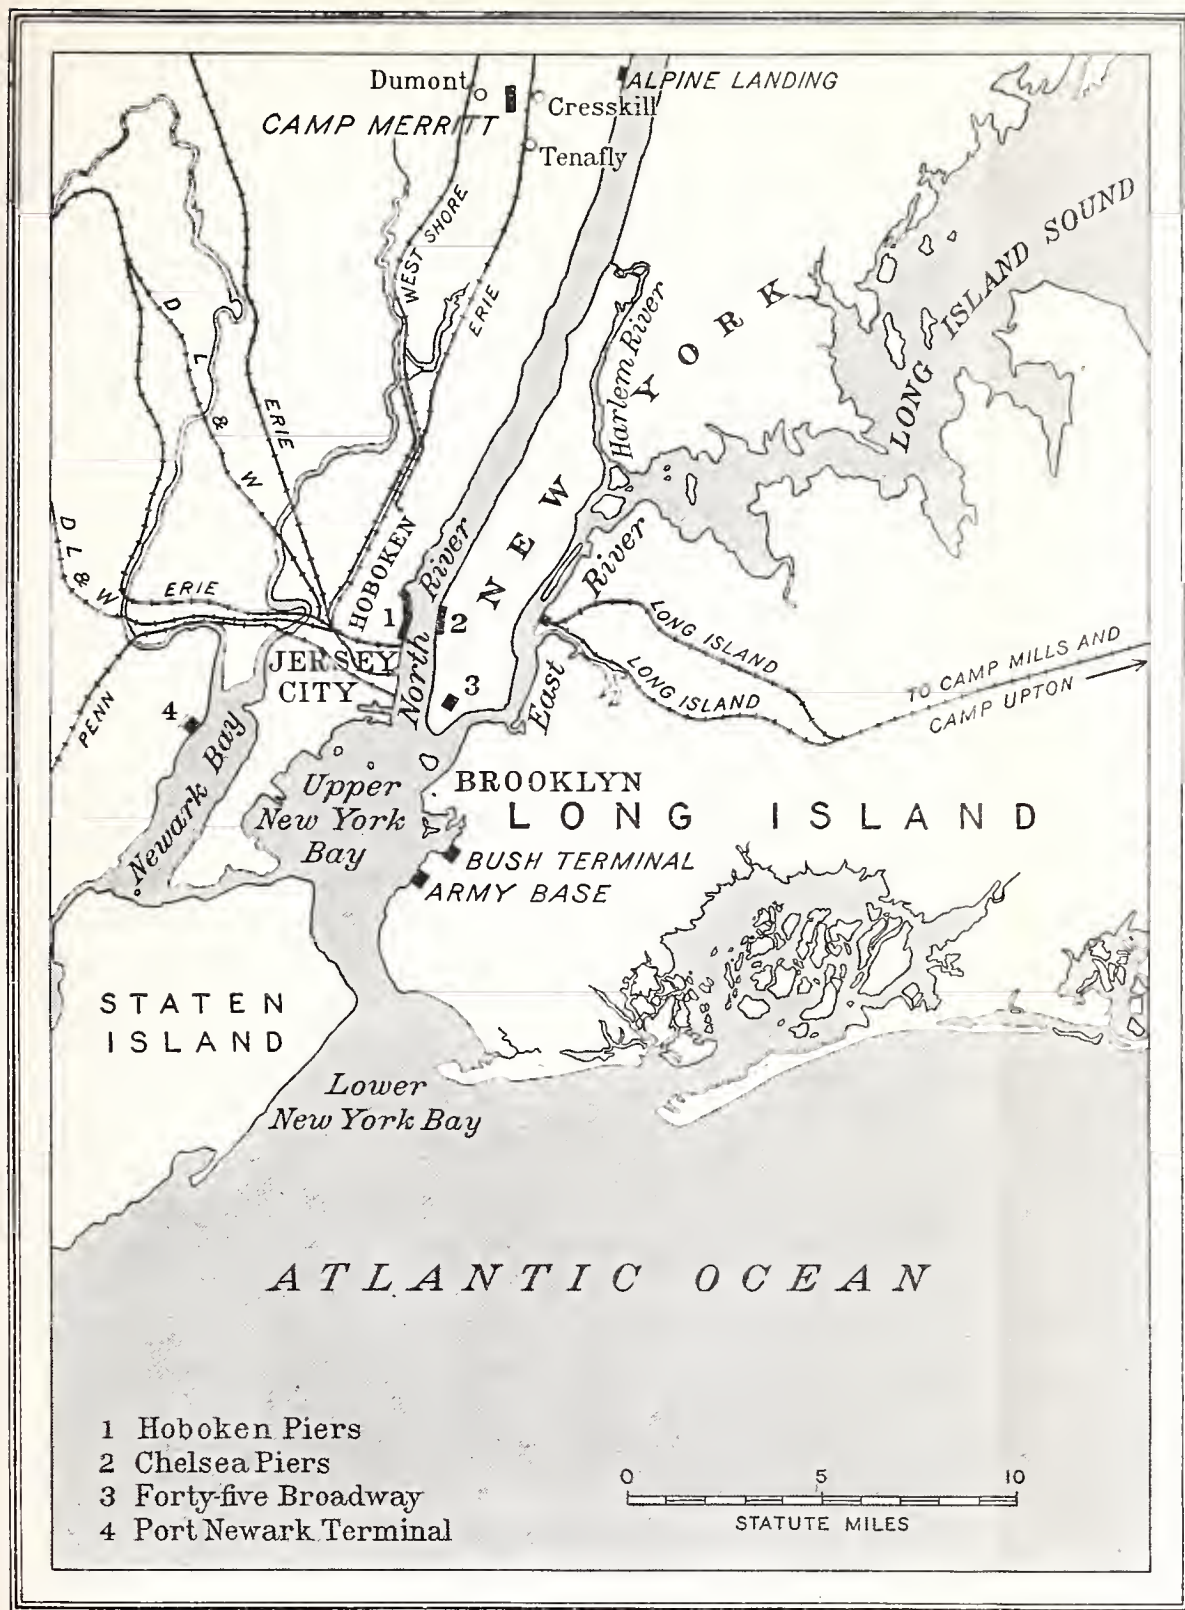 Dumont
ALPINE LANDING
CAMP MERRITT
Cresskill
Tenafly
WEST SHORE
ERIE
LONG ISLAND SOUND
Harlem River
NEW YORK
D L & W
ERIE
D L & W
ERIE
HOBOKEN
North River
East River
1
2
3
4
JERSEY
CITY
PENN
LONG ISLAND
LONG ISLAND
TO CAMP MILLS AND
CAMP UPTON
Newark Bay
Upper
New York
Bay
BROOKLYN
LONG ISLAND
BUSH TERMINAL
ARMY BASE
STATEN
ISLAND
Lower
New York Bay
ATLANTIC OCEAN
1 Hoboken Piers
2 Chelsea Piers
3 Forty-five Broadway
4 Port Newark Terminal
0 5 10
STATUTE MILES